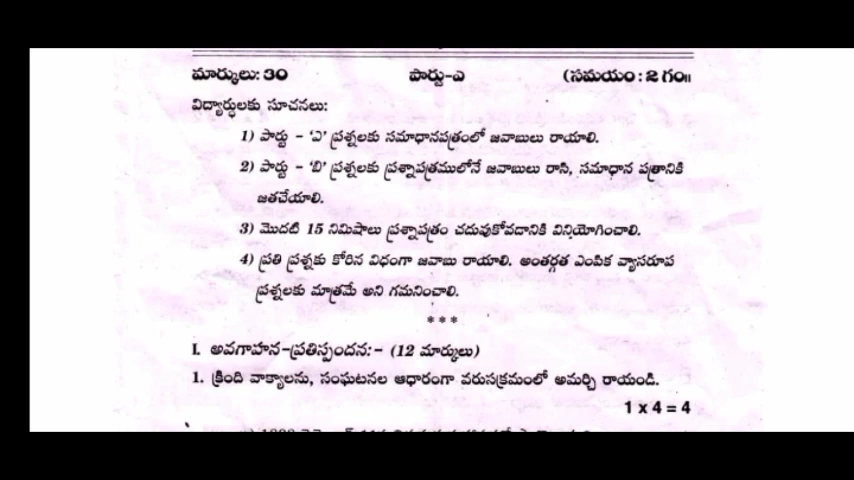 మార్కులు: 30 పార్టు-ఎ (సమయం : 2 గం॥
విద్యార్థులకు సూచనలు:
1) పార్టు - 'ఎ' ప్రశ్నలకు సమాధానపత్రంలో జవాబులు రాయాలి.
2) పార్టు - 'బి' ప్రశ్నలకు ప్రశ్నాపత్రములోనే జవాబులు రాసి, సమాధాన పత్రానికి
జతచేయాలి.
3) మొదటి 15 నిమిషాలు ప్రశ్నాపత్రం చదువుకోవదానికి వినియోగించాలి.
4) ప్రతి ప్రశ్నకు కోరిన విధంగా జవాబు రాయాలి. అంతర్గత ఎంపిక వ్యాసరూప
ప్రశ్నలకు మాత్రమే అని గమనించాలి.
***
I. అవగాహన-ప్రతిస్పందన:- (12 మార్కులు)
1. క్రింది వాక్యాలను, సంఘటనల ఆధారంగా వరుసక్రమంలో అమర్చి రాయండి.
1 x 4 = 4